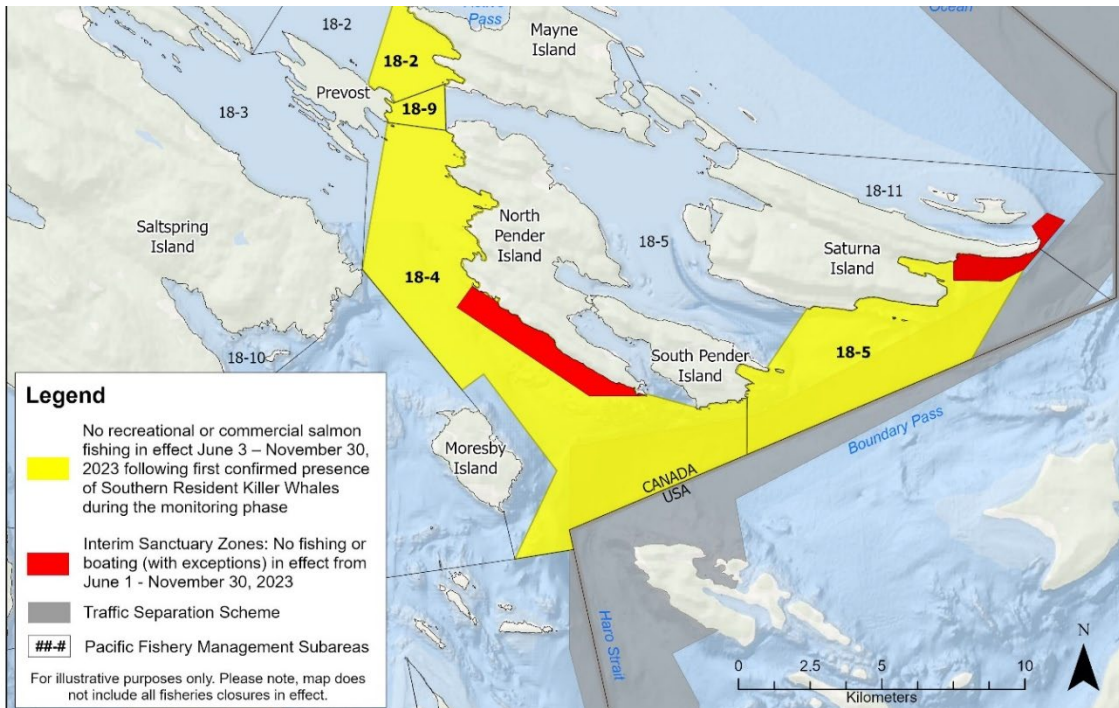 Active
Pass
Ocean
18-2
Mayne
Island
18-2
Prevost
18-9
18-3
18-11
North
Pender
Island
Saltspring
Island
18-5
Saturna
Island
18-4
18-10
South Pender
Island
18-5
Moresby
Island
Boundary Pass
CANADA
USA
Haro Strait
Legend
No recreational or commercial salmon
fishing in effect June 3 – November 30,
2023 following first confirmed presence
of Southern Resident Killer Whales
during the monitoring phase
Interim Sanctuary Zones: No fishing or
boating (with exceptions) in effect from
June 1 - November 30, 2023
Traffic Separation Scheme
##-# Pacific Fishery Management Subareas
For illustrative purposes only. Please note, map does
not include all fisheries closures in effect.
N
0 2.5 5 10
Kilometers